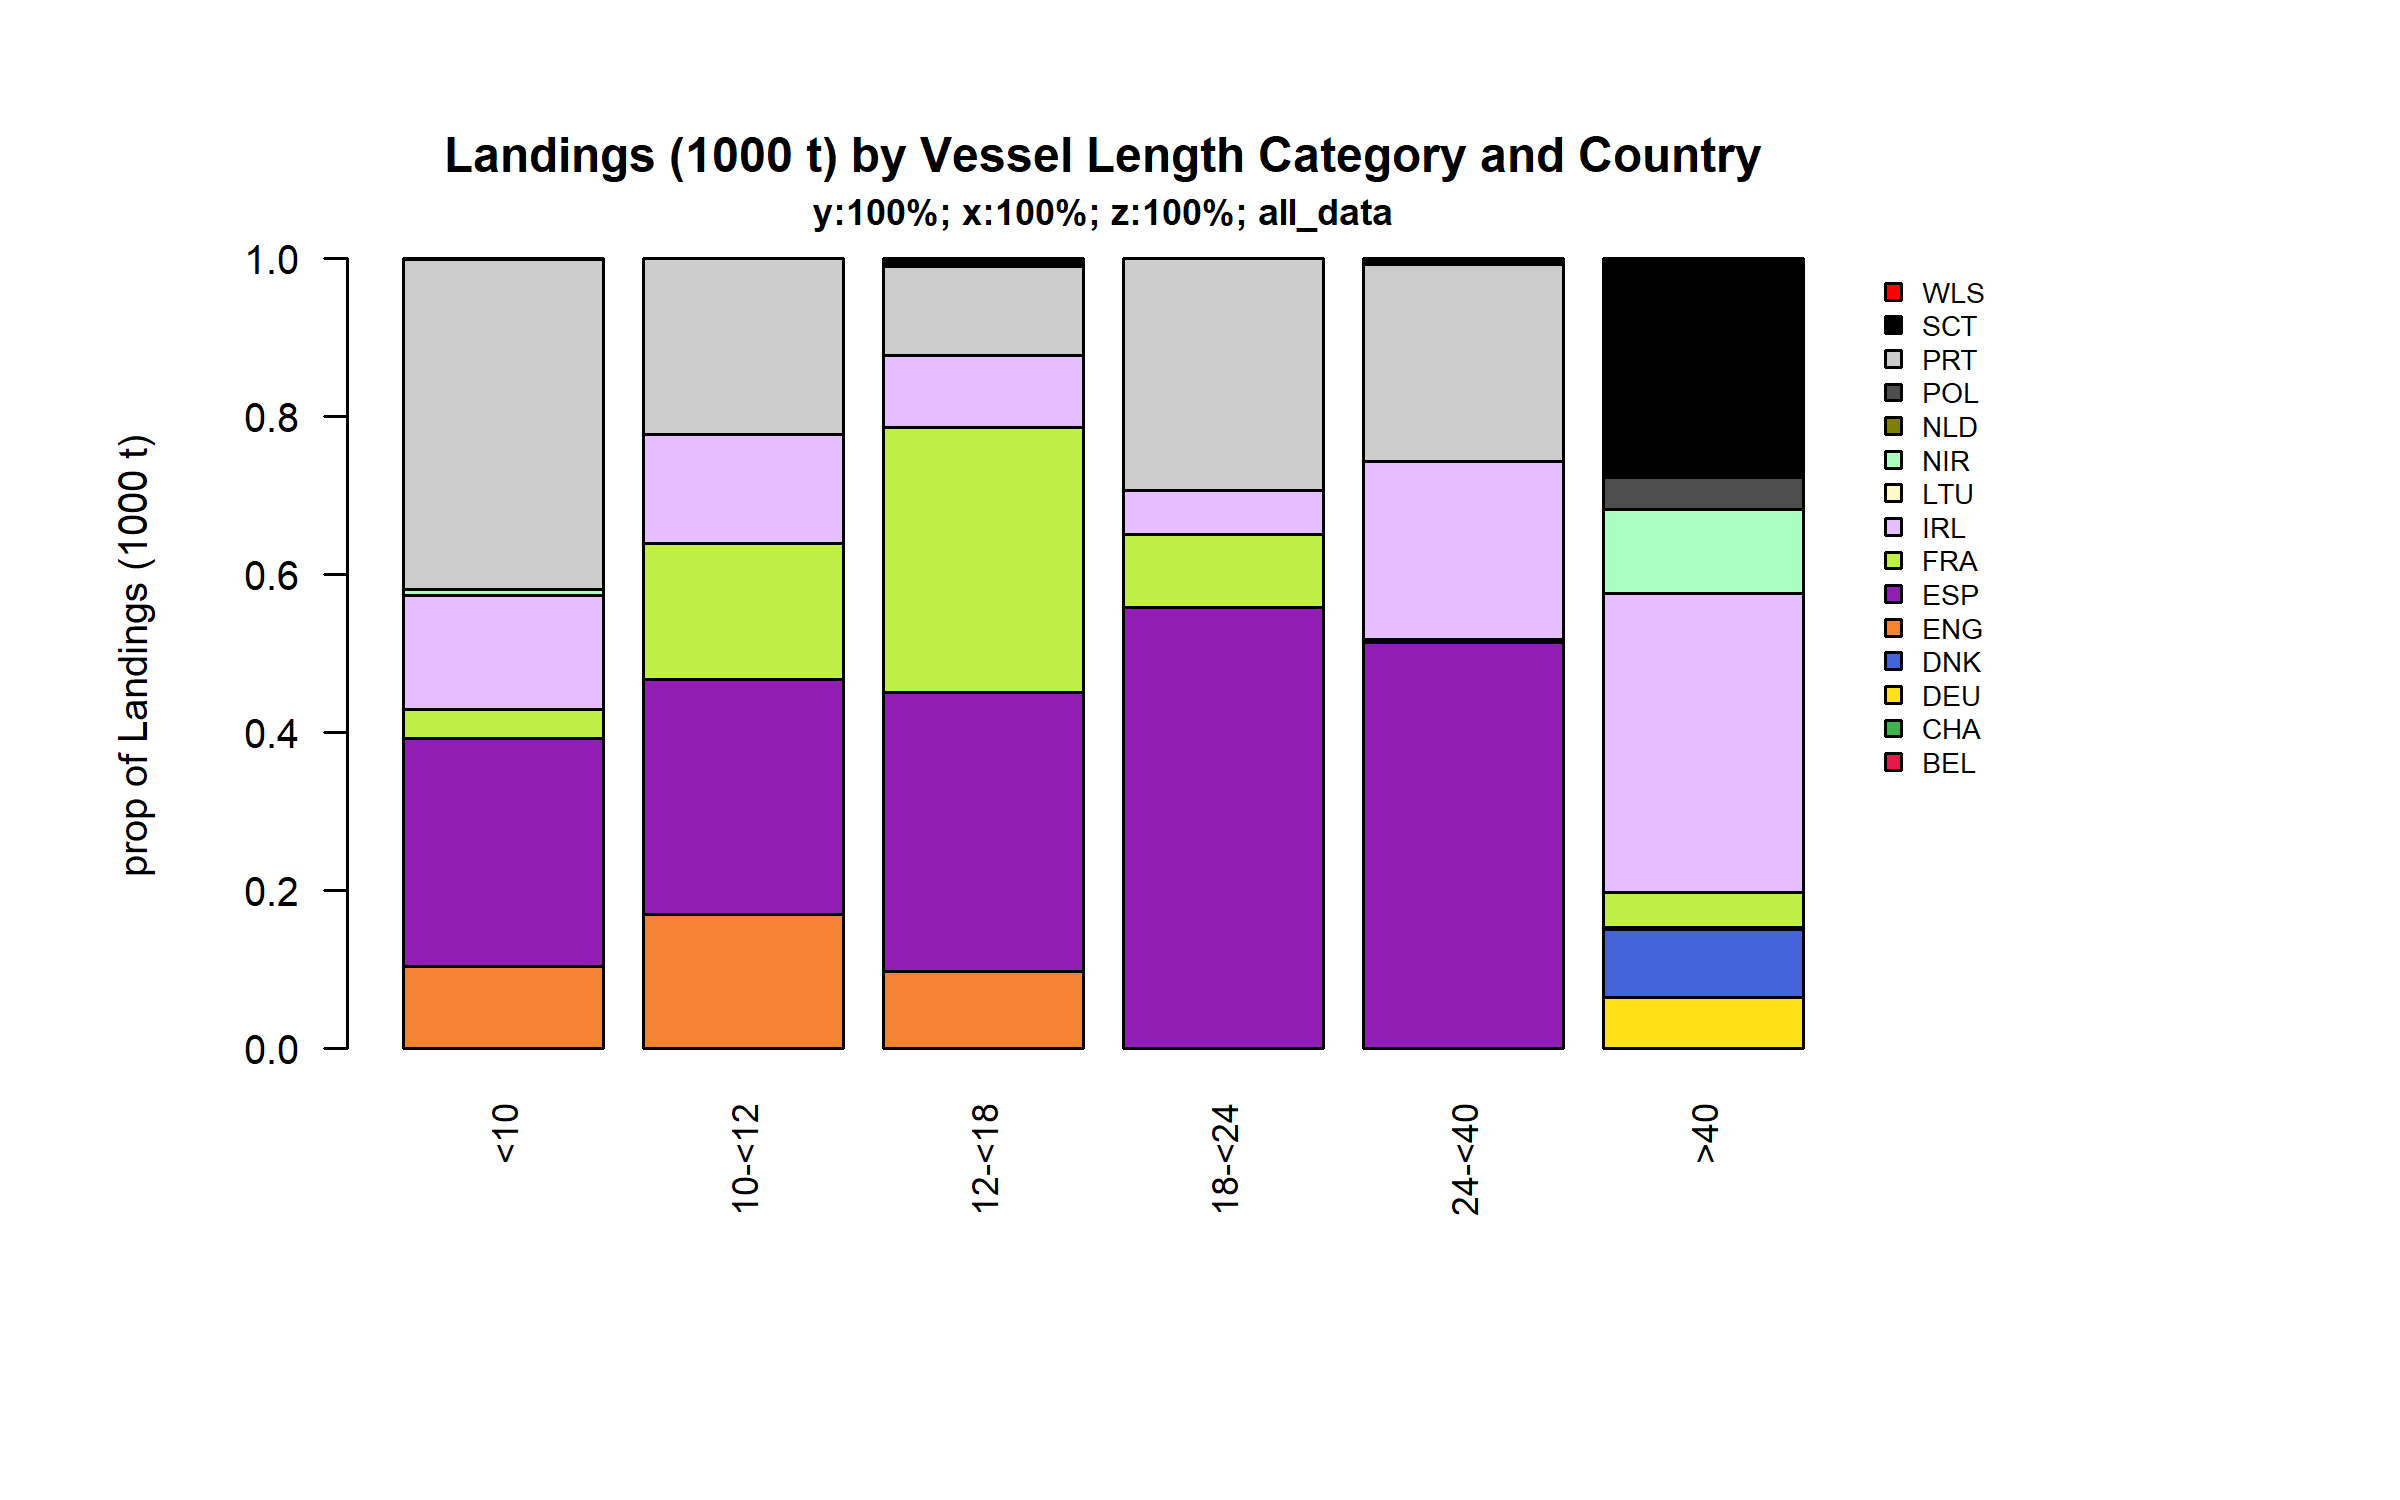 Landings (1000 t) by Vessel Length Category and Country
y:100%; x:100%; z:100%; all_data
prop of Landings (1000 t)
1.0
0.8
0.6
0.4
0.2
0.0
<10
10-<12
12-<18
18-<24
24-<40
>40
WLS
SCT
PRT
POL
NLD
NIR
LTU
IRL
FRA
ESP
ENG
DNK
DEU
CHA
BEL